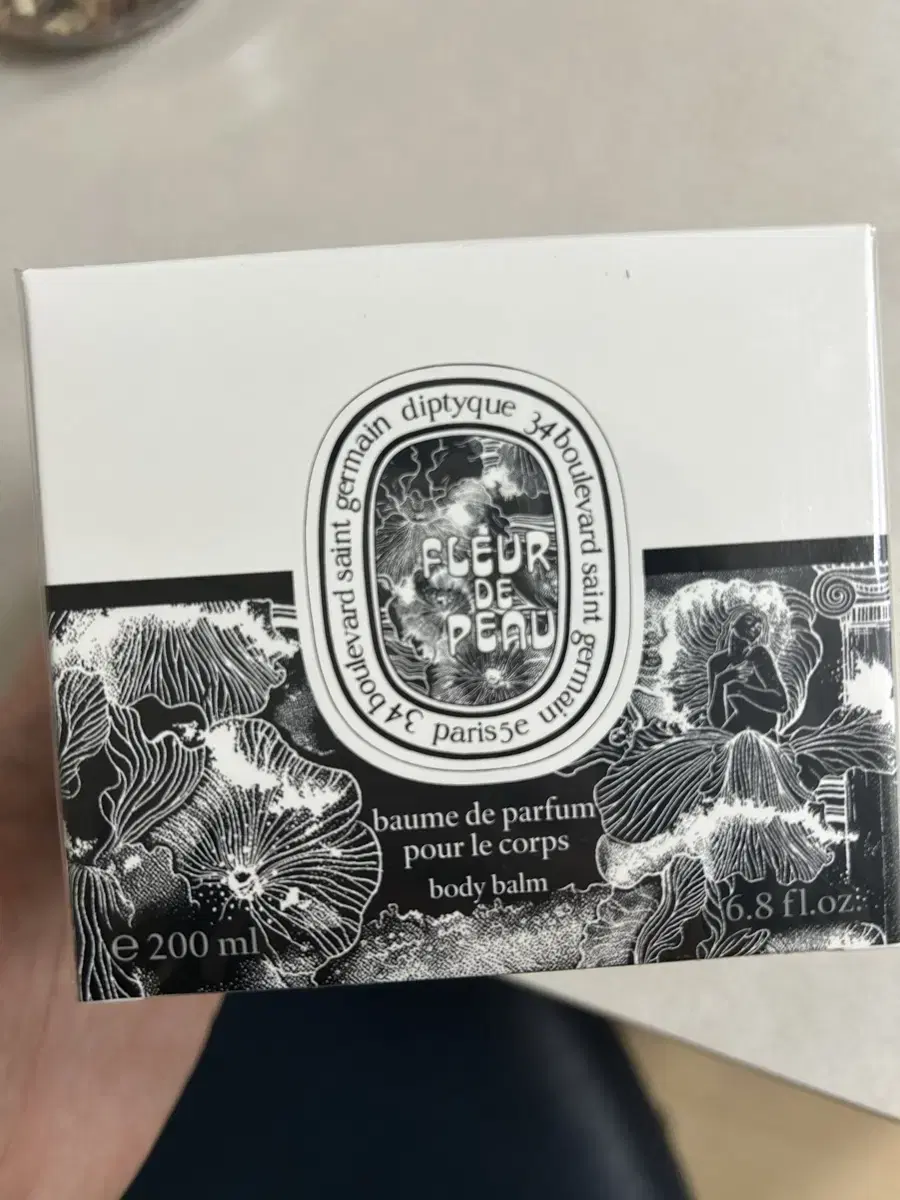 diptyque 34 boulevard saint germain paris5e 34 boulevard saint germain
FLEUR
DE
PEAU
baume de parfum
pour le corps
body balm
e 200 ml
6.8 fl.oz.